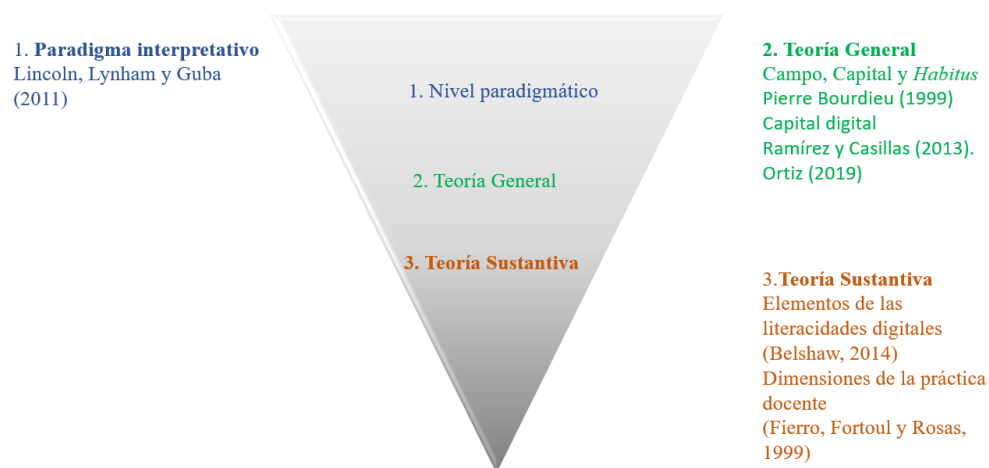 1. Paradigma interpretativo
Lincoln, Lynham y Guba
(2011)
1. Nivel paradigmático
2. Teoría General
3. Teoría Sustantiva
2. Teoría General
Campo, Capital y Habitus
Pierre Bourdieu (1999)
Capital digital
Ramírez y Casillas (2013).
Ortiz (2019)
3.Teoría Sustantiva
Elementos de las
literacidades digitales
(Belshaw, 2014)
Dimensiones de la práctica
docente
(Fierro, Fortoul y Rosas,
1999)